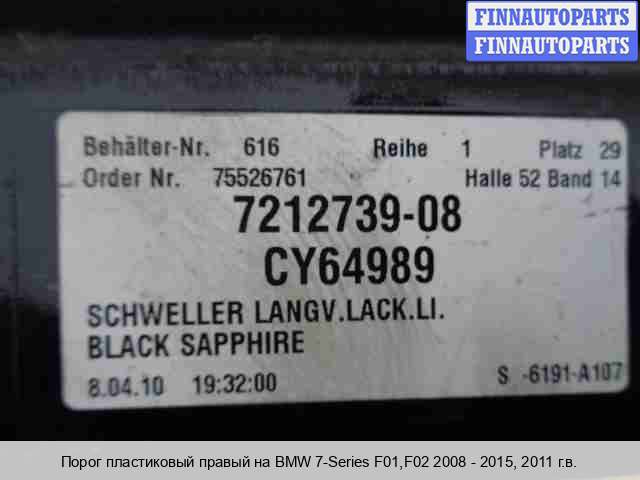 FINNAUTOPARTS
FINNAUTOPARTS
Behälter-Nr. 616 Reihe 1 Platz 29
Order Nr. 75526761 Halle 52 Band 14
7212739-08
CY64989
SCHWELLER LANGV.LACK.LI.
BLACK SAPPHIRE
8.04.10 19:32:00 S -6191-A107
Порог пластиковый правый на BMW 7-Series F01,F02 2008 - 2015, 2011 г.в.